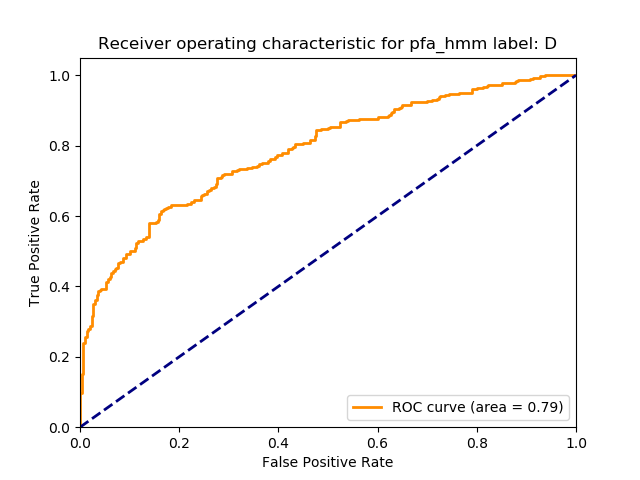 Receiver operating characteristic for pfa_hmm label: D
1.0
0.8
0.6
0.4
0.2
0.0
True Positive Rate
0.0 0.2 0.4 0.6 0.8 1.0
False Positive Rate
ROC curve (area = 0.79)